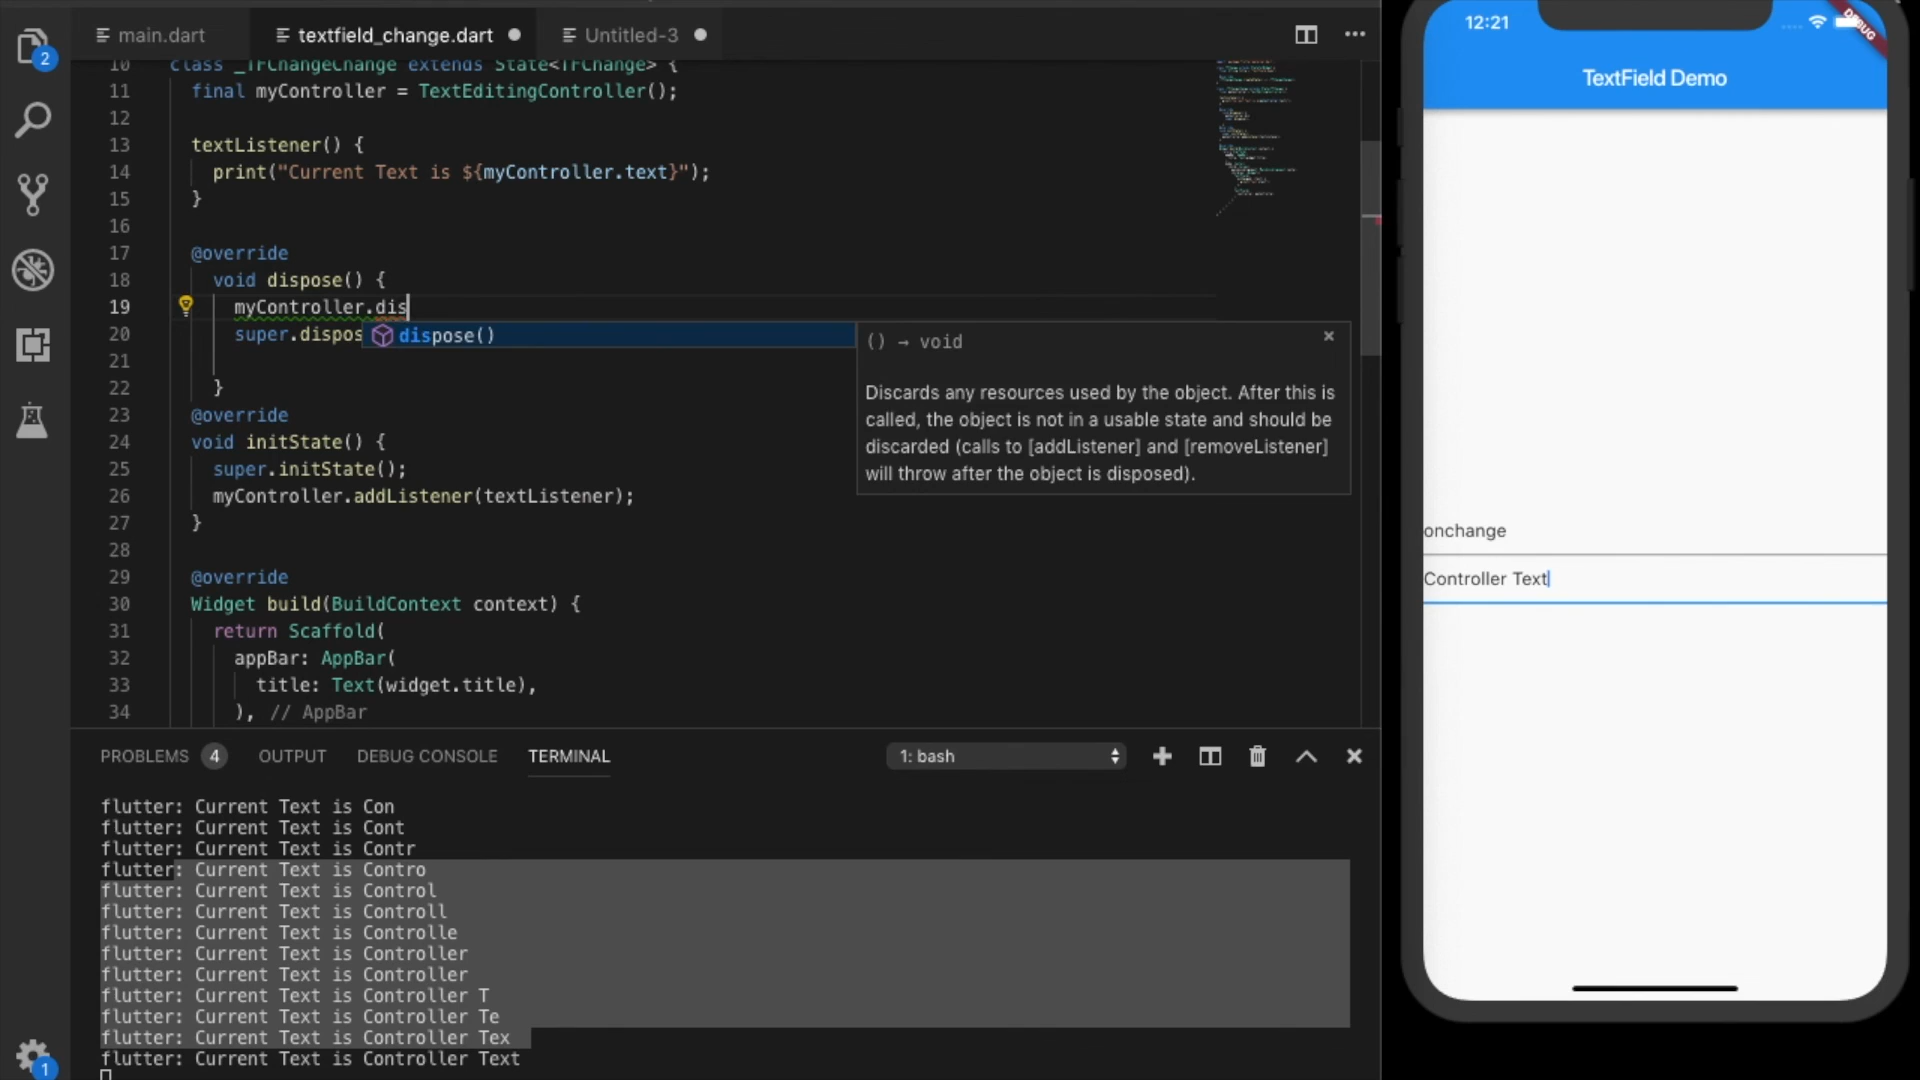 main.dart
textfield_change.dart
Untitled-3
2
10 class _TFChangeChange extends State<TFChange> {
11 final myController = TextEditingController();
12
13 textListener() {
14 print("Current Text is ${myController.text}");
15 }
16
17 @override
18 void dispose() {
19 myController.dis
20 super.dispos
21
22 }
23 @override
24 void initState() {
25 super.initState();
26 myController.addListener(textListener);
27 }
28
29 @override
30 Widget build(BuildContext context) {
31 return Scaffold(
32 appBar: AppBar(
33 title: Text(widget.title),
34 ), // AppBar
dispose()
() → void
Discards any resources used by the object. After this is
called, the object is not in a usable state and should be
discarded (calls to [addListener] and [removeListener]
will throw after the object is disposed).
PROBLEMS 4 OUTPUT DEBUG CONSOLE TERMINAL
1: bash
flutter: Current Text is Con
flutter: Current Text is Cont
flutter: Current Text is Contr
flutter: Current Text is Contro
flutter: Current Text is Control
flutter: Current Text is Controll
flutter: Current Text is Controlle
flutter: Current Text is Controller
flutter: Current Text is Controller
flutter: Current Text is Controller T
flutter: Current Text is Controller Te
flutter: Current Text is Controller Tex
flutter: Current Text is Controller Text
1
12:21
DEBUG
TextField Demo
onchange
Controller Text